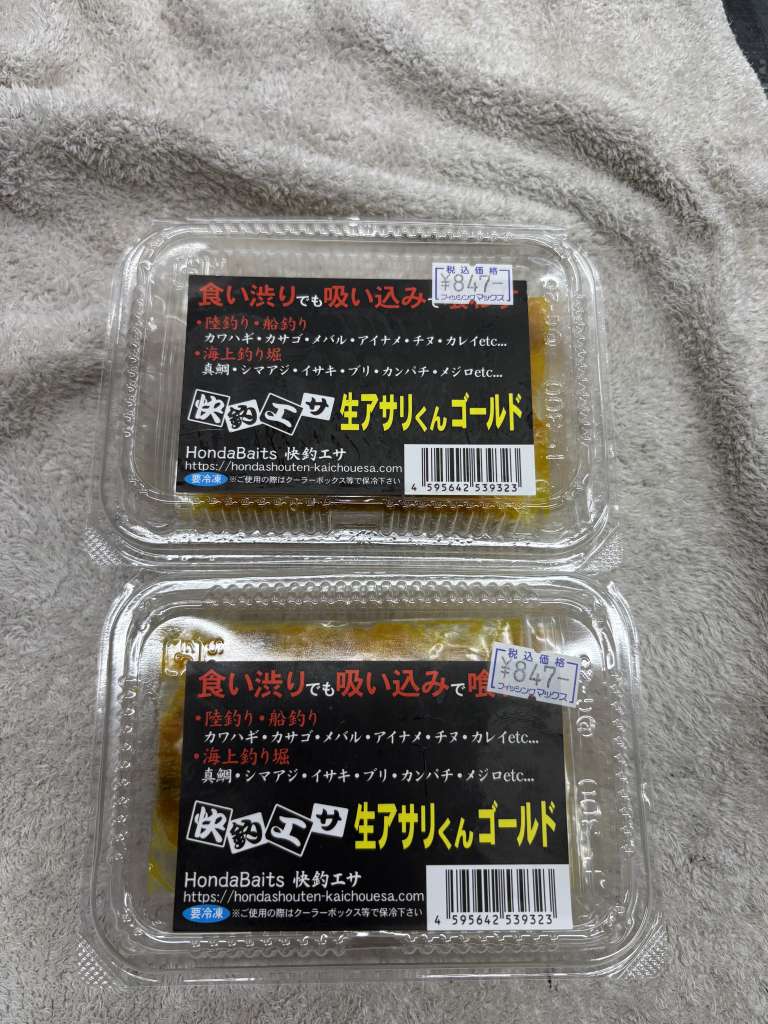 税込価格
¥847-
フィッシングマックス
食い渋りでも吸い込みで
・陸釣り・船釣り
カワハギ・カサゴ・メバル・アイナメ・チヌ・カレイetc...
・海上釣り堀
真鯛・シマアジ・イサキ・ブリ・カンパチ・メジロetc...
快釣エサ 生アサリくんゴールド
HondaBaits 快釣エサ
https://hondashouten-kaichouesa.com
要冷凍 ※ご使用の際はクーラーボックス等で保冷下さい
4 595642 539323
税込価格
¥847-
フィッシングマックス
食い渋りでも吸い込みで喰
・陸釣り・船釣り
カワハギ・カサゴ・メバル・アイナメ・チヌ・カレイetc...
・海上釣り堀
真鯛・シマアジ・イサキ・ブリ・カンパチ・メジロetc...
快釣エサ 生アサリくんゴールド
HondaBaits 快釣エサ
https://hondashouten-kaichouesa.com
要冷凍 ※ご使用の際はクーラーボックス等で保冷下さい
4 595642 539323